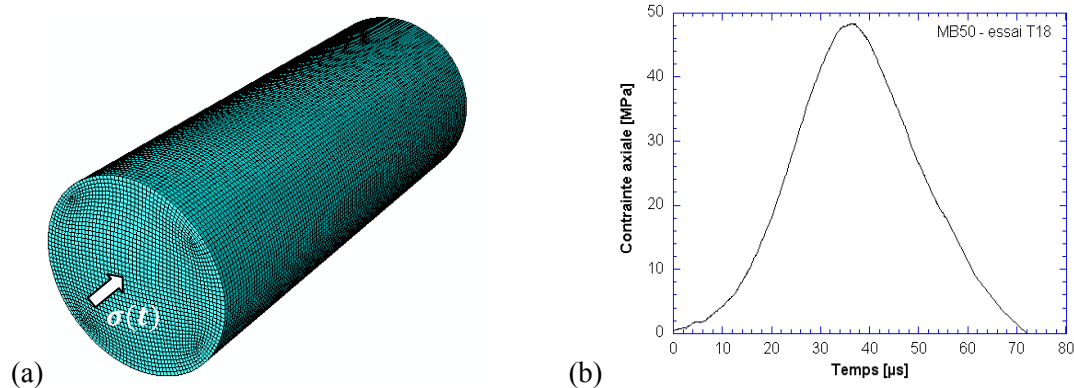 σ(t)
(a)
MB50 - essai T18
Contrainte axiale [MPa]
50
40
30
20
10
0
0 10 20 30 40 50 60 70 80
Temps [µs]
(b)